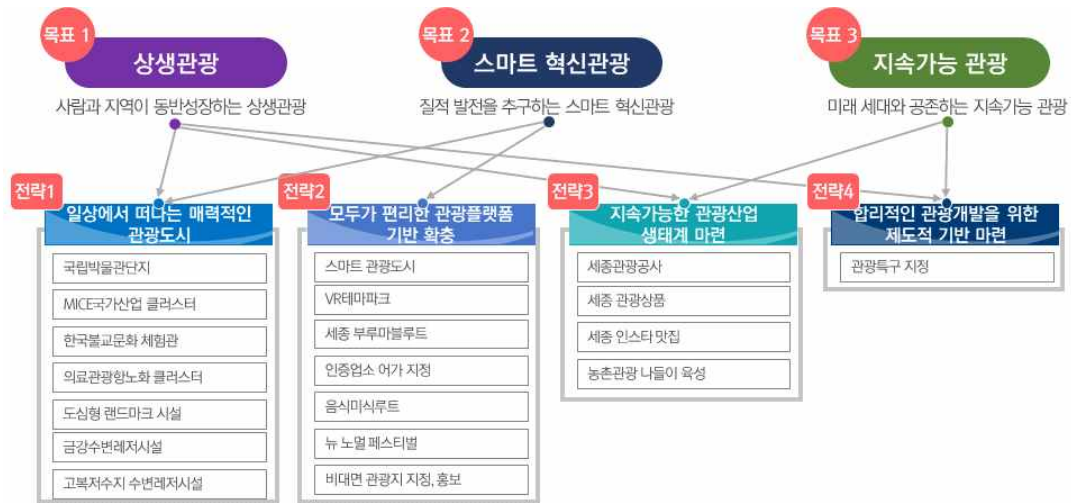 목표 1
상생관광
사람과 지역이 동반성장하는 상생관광
목표 2
스마트 혁신관광
질적 발전을 추구하는 스마트 혁신관광
목표 3
지속가능 관광
미래 세대와 공존하는 지속가능 관광
전략1
일상에서 떠나는 매력적인
관광도시
국립박물관단지
MICE국가산업 클러스터
한국불교문화 체험관
의료관광항노화 클러스터
도심형 랜드마크 시설
금강수변레저시설
고복저수지 수변레저시설
전략2
모두가 편리한 관광플랫폼
기반 확충
스마트 관광도시
VR테마파크
세종 부루마블루트
인증업소 어가 지정
음식미식루트
뉴 노멀 페스티벌
비대면 관광지 지정, 홍보
전략3
지속가능한 관광산업
생태계 마련
세종관광공사
세종 관광상품
세종 인스타 맛집
농촌관광 나들이 육성
전략4
합리적인 관광개발을 위한
제도적 기반 마련
관광특구 지정